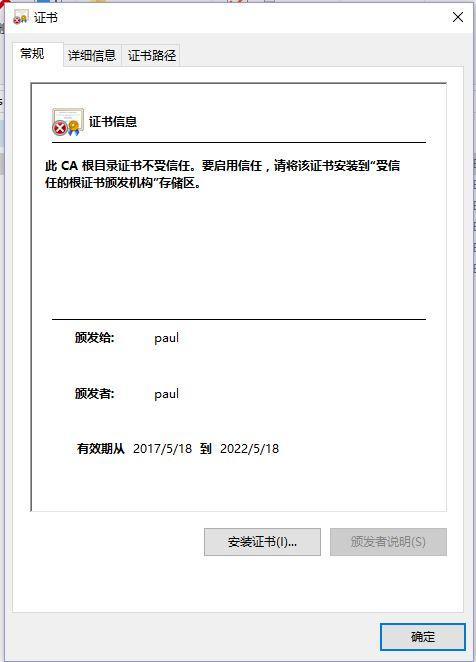 证书
常规 详细信息 证书路径
证书信息
此 CA 根目录证书不受信任。要启用信任，请将该证书安装到“受信
任的根证书颁发机构”存储区。
颁发给: paul
颁发者: paul
有效期从 2017/5/18 到 2022/5/18
安装证书(I)... 颁发者说明(S)
确定